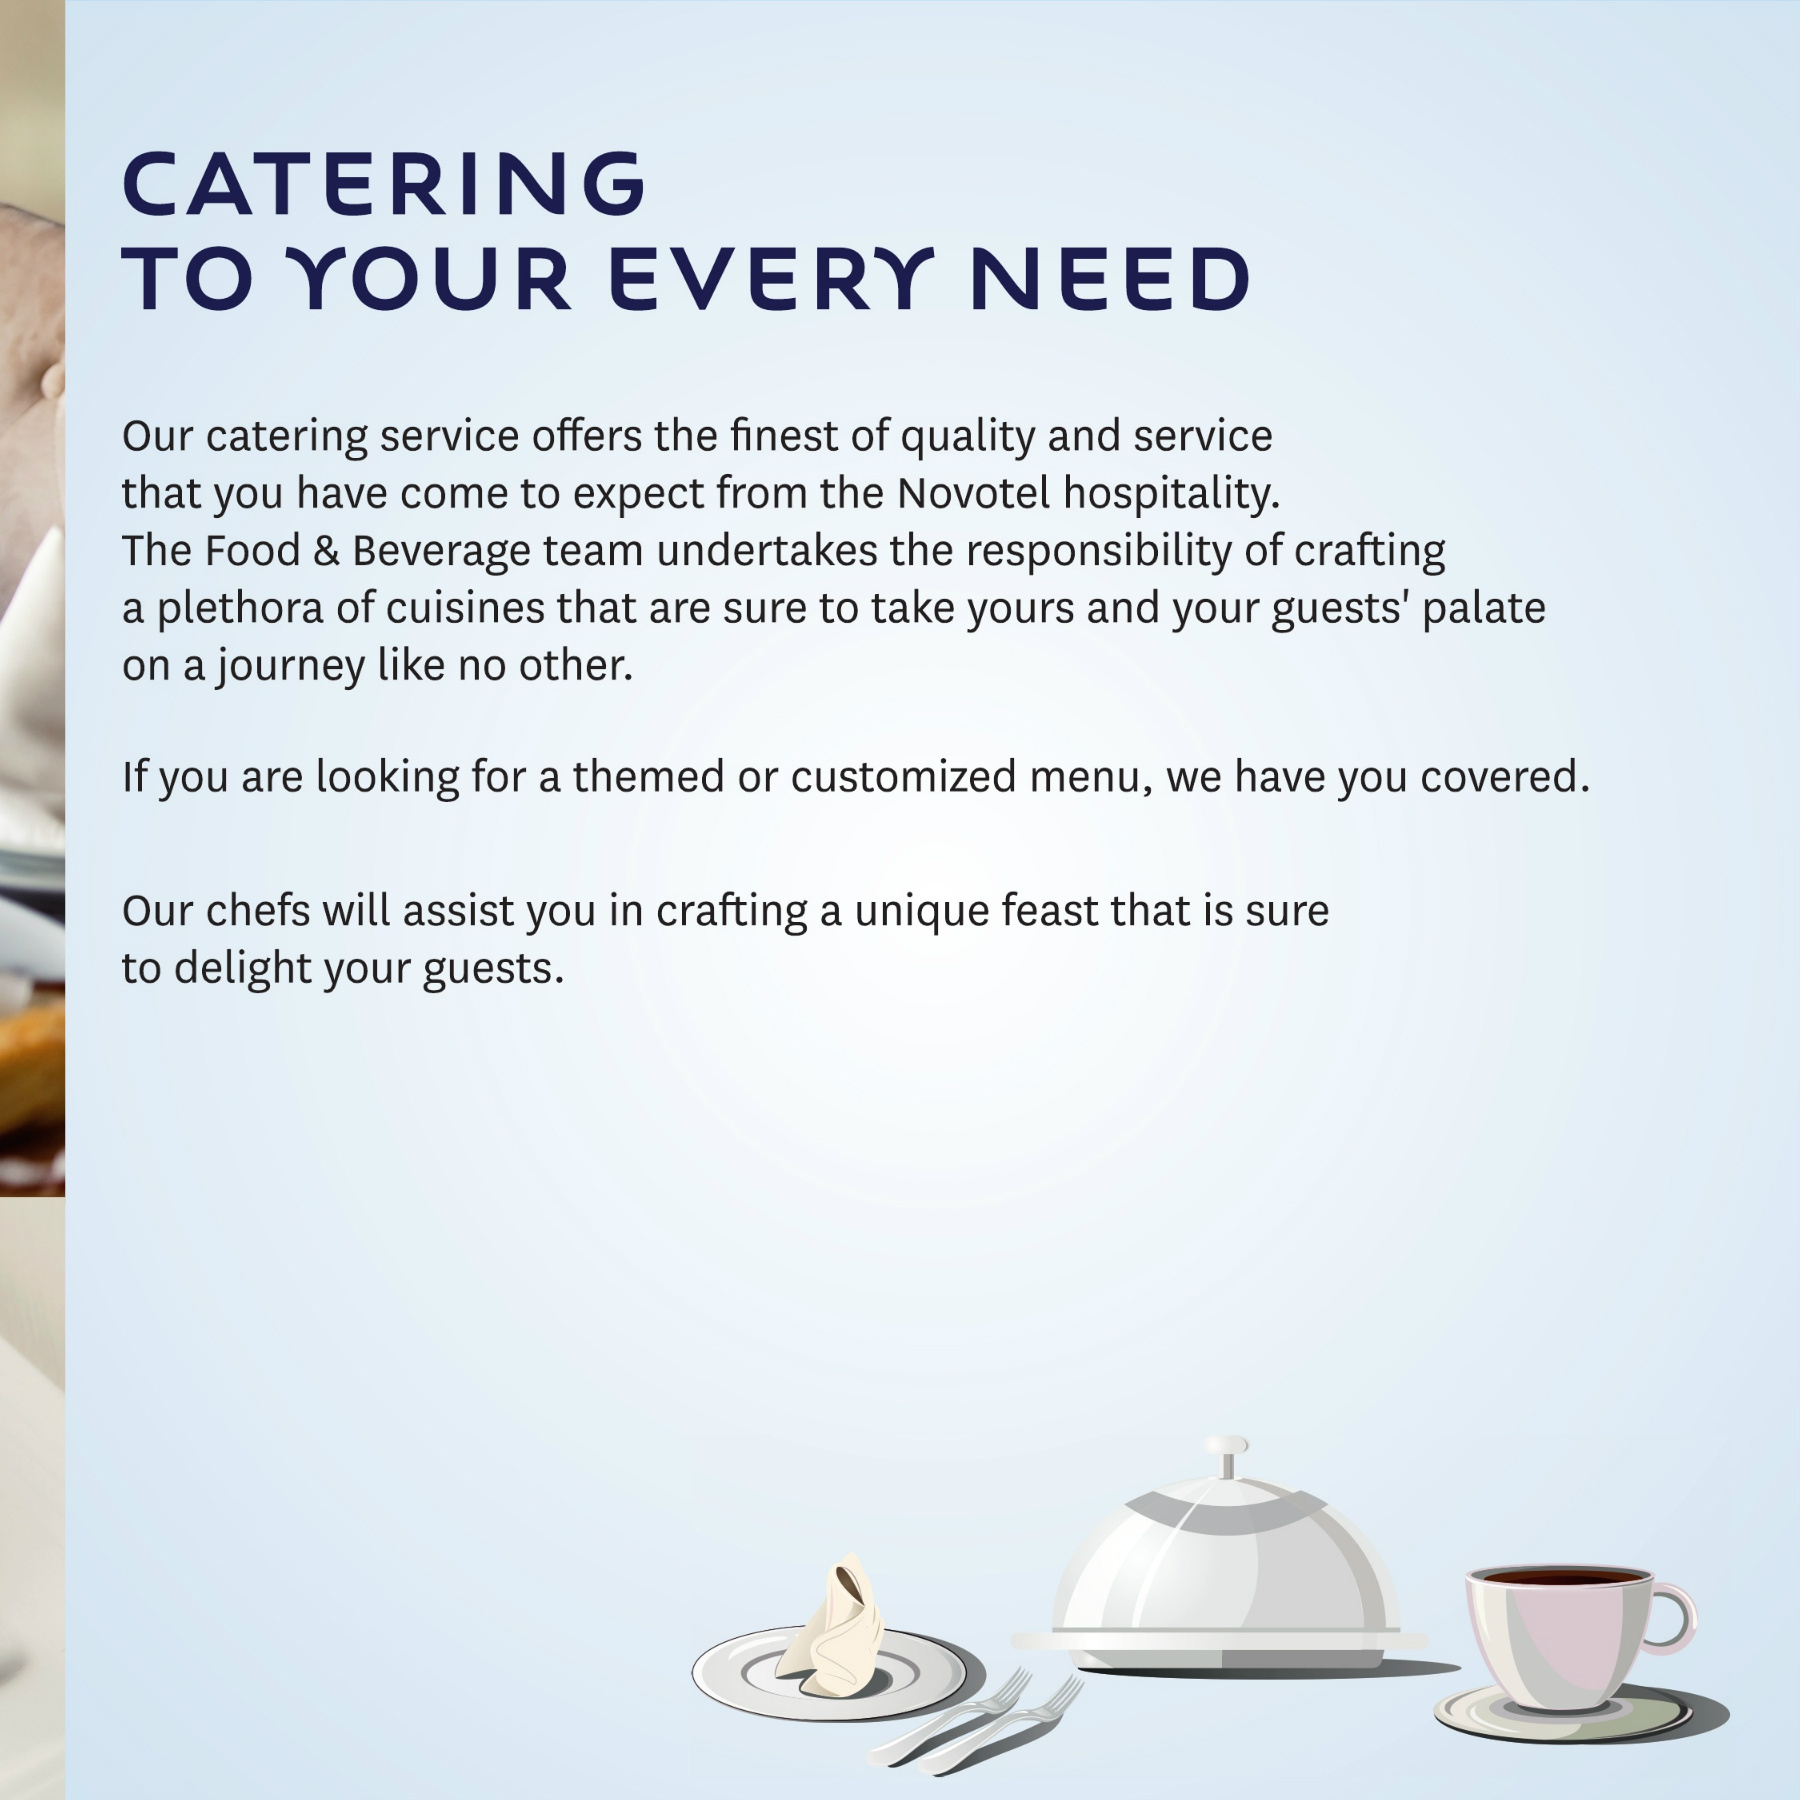 CATERING
TO YOUR EVERY NEED
Our catering service offers the finest of quality and service
that you have come to expect from the Novotel hospitality.
The Food & Beverage team undertakes the responsibility of crafting
a plethora of cuisines that are sure to take yours and your guests' palate
on a journey like no other.
If you are looking for a themed or customized menu, we have you covered.
Our chefs will assist you in crafting a unique feast that is sure
to delight your guests.